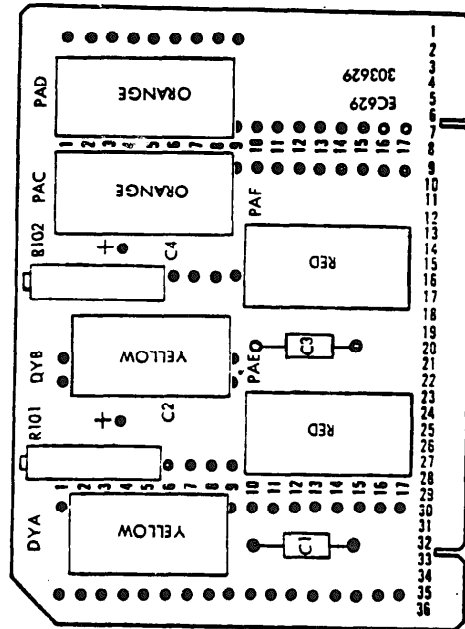 PAD
ORANGE
303629
EC629
1 2 3 4 5 6 7 8 9 10 11 12 13 14 15 16 17
PAC
ORANGE
PAF
R102
+
C4
RED
QYB
YELLOW
PAE
C3
R101
+
C2
RED
1 2 3 4 5 6 7 8 9 10 11 12 13 14 15 16 17
DYA
YELLOW
C1
1
2
3
4
5
6
7
8
9
10
11
12
13
14
15
16
17
18
19
20
21
22
23
24
25
26
27
28
29
30
31
32
33
34
35
36